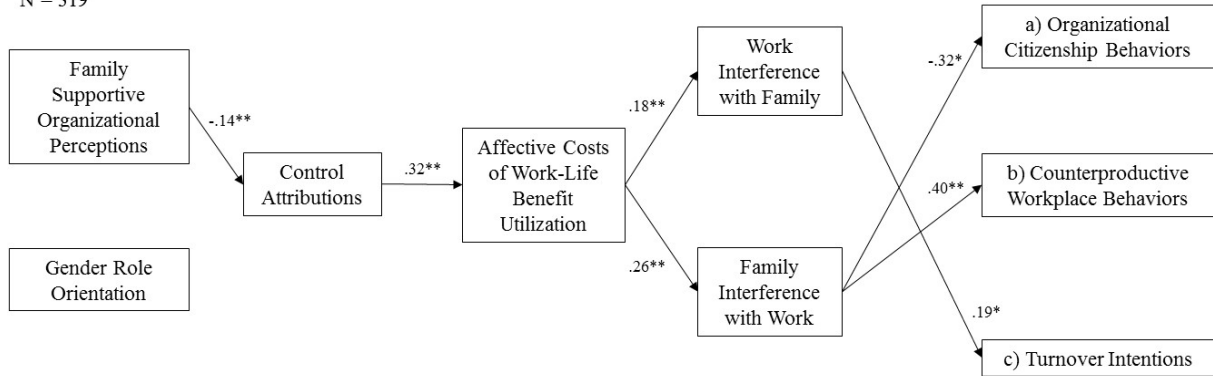 N = 319
Family
Supportive
Organizational
Perceptions
-.14**
Gender Role
Orientation
Control
Attributions
.32**
Affective Costs
of Work-Life
Benefit
Utilization
.18**
.26**
Work
Interference
with Family
Family
Interference
with Work
-.32*
.40**
.19*
a) Organizational
Citizenship Behaviors
b) Counterproductive
Workplace Behaviors
c) Turnover Intentions